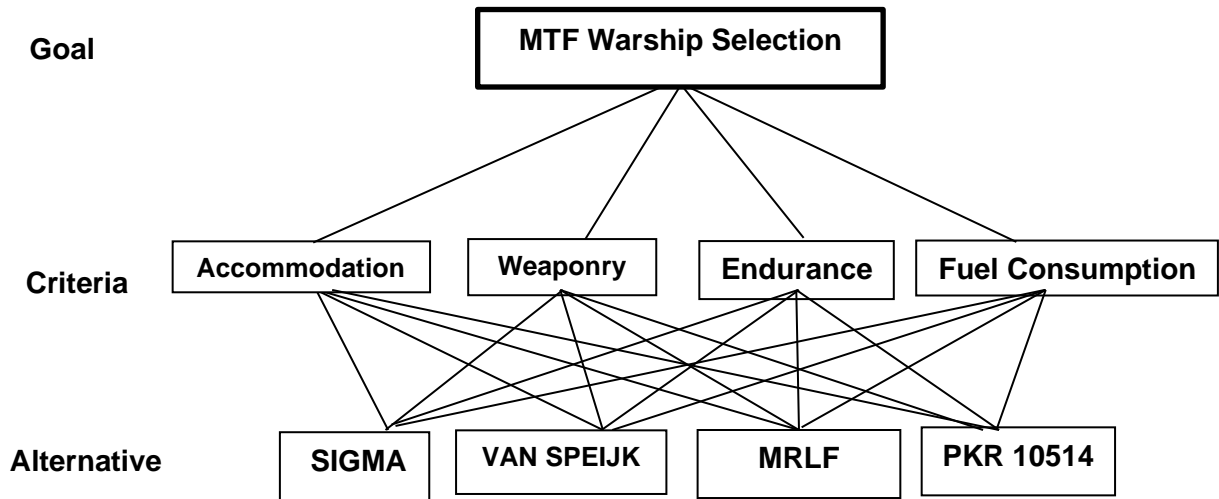 Goal
MTF Warship Selection
Criteria
Accommodation
Weaponry
Endurance
Fuel Consumption
Alternative
SIGMA
VAN SPEIJK
MRLF
PKR 10514